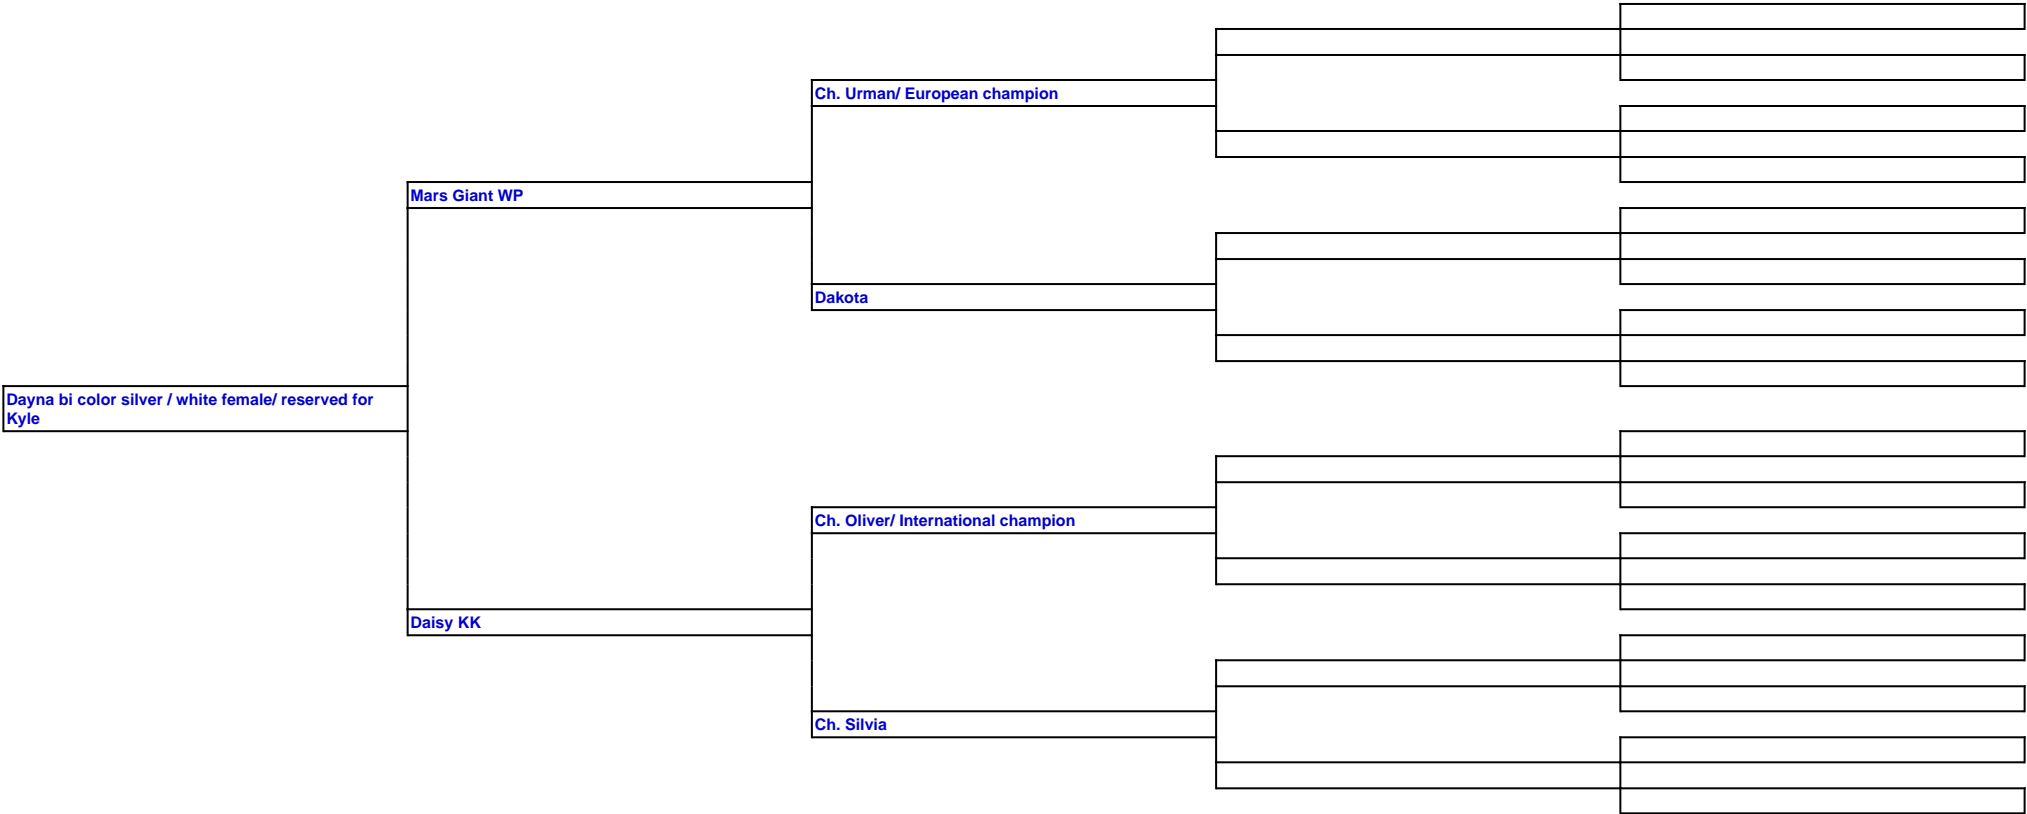 Ch. Urman/ European champion
Mars Giant WP
Dakota
Dayna bi color silver / white female/ reserved for
Kyle
Ch. Oliver/ International champion
Daisy KK
Ch. Silvia